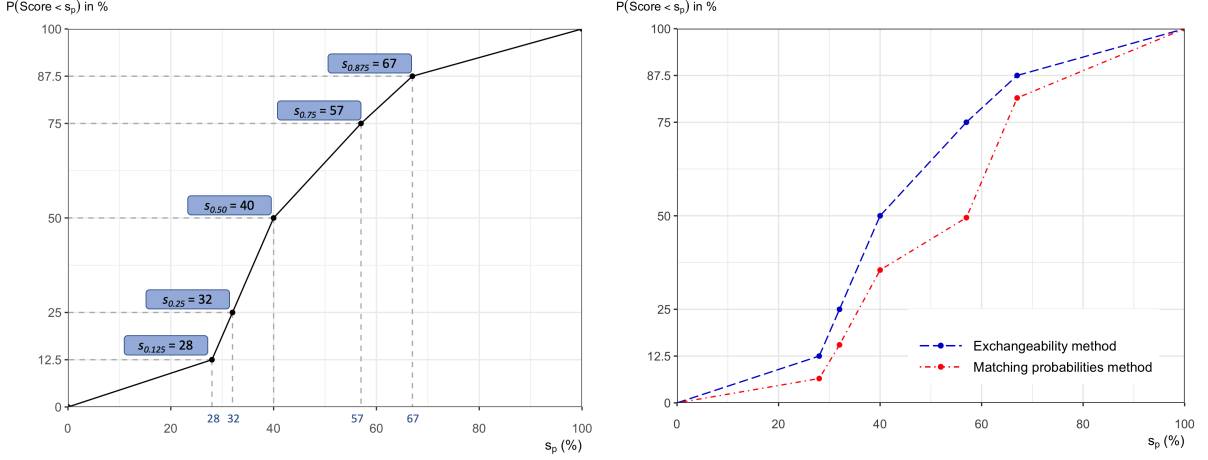 P(Score < sp) in %
100
87.5
75
50
25
12.5
0
s0.875 = 67
s0.75 = 57
s0.50 = 40
s0.25 = 32
s0.125 = 28
28 32 57 67
0 20 40 60 80 100
sp (%)
P(Score < sp) in %
100
87.5
75
50
25
12.5
0
Exchangeability method
Matching probabilities method
0 20 40 60 80 100
sp (%)